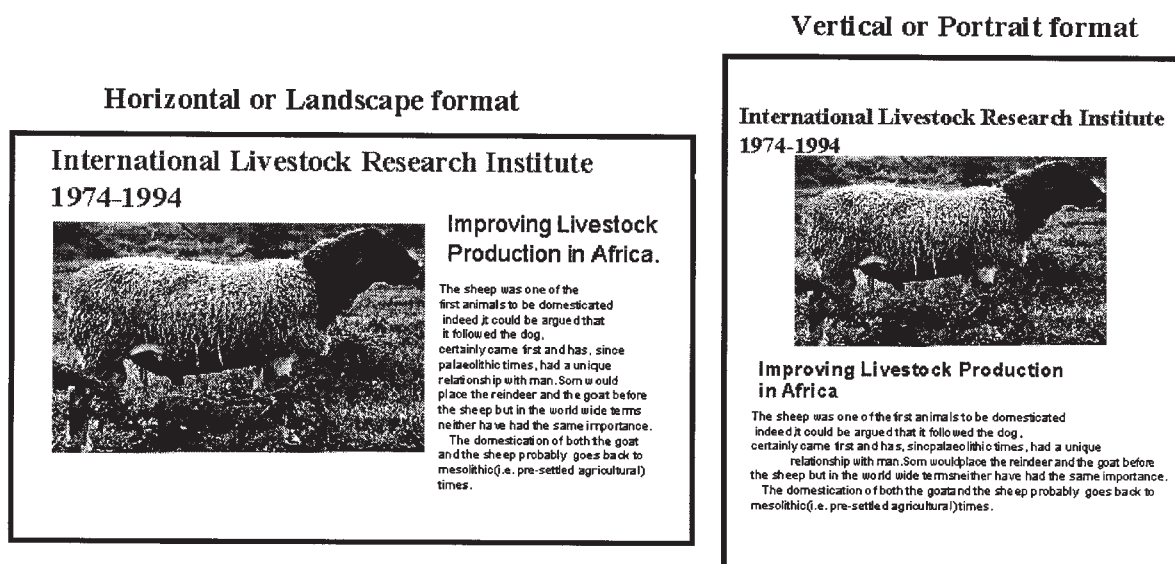 Horizontal or Landscape format
International Livestock Research Institute
1974-1994
Improving Livestock
Production in Africa.
The sheep was one of the
first animals to be domesticated
indeed,it could be argued that
it followed the dog,
certainly came first and has, since
palaeolithic times, had a unique
relationship with man.Som would
place the reindeer and the goat before
the sheep but in the world wide terms
neither have had the same importance.
The domestication of both the goat
and the sheep probably goes back to
mesolithic(i.e. pre-settled agricultural)
times.
Vertical or Portrait format
International Livestock Research Institute
1974-1994
Improving Livestock Production
in Africa
The sheep was one of the first animals to be domesticated
indeed,it could be argued that it followed the dog,
certainly came first and has, sincpalaeolithic times, had a unique
relationship with man.Som wouldplace the reindeer and the goat before
the sheep but in the world wide termsneither have had the same importance.
The domestication of both the goatand the sheep probably goes back to
mesolithic(i.e. pre-settled agricultural)times.